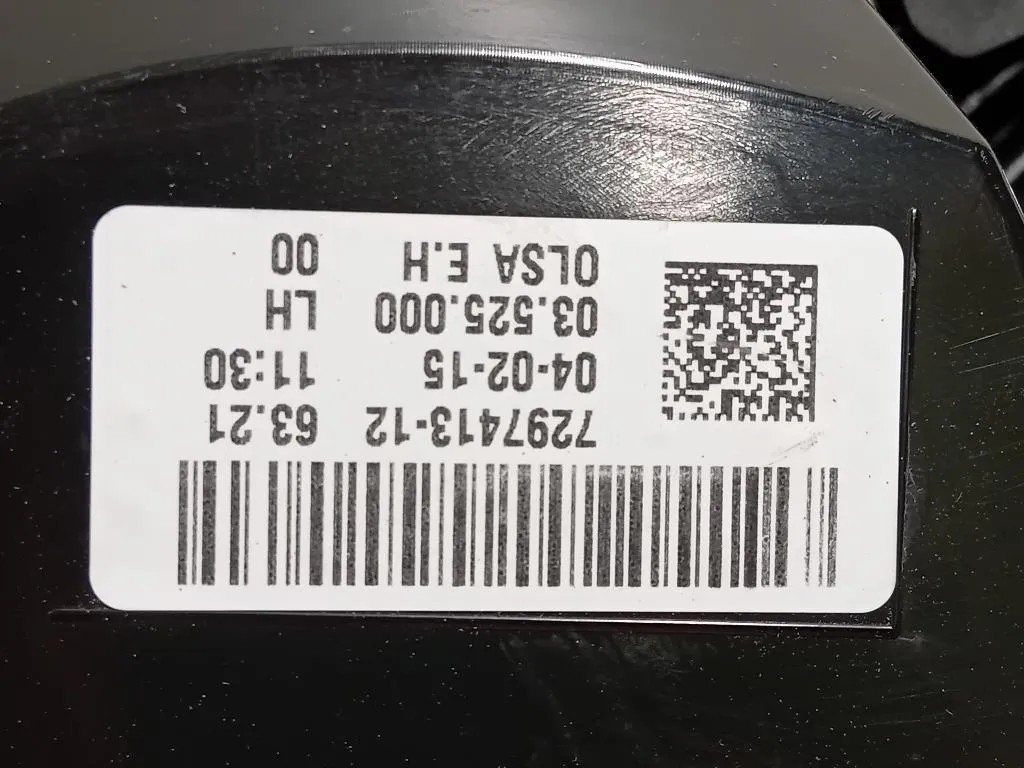 7297413-12 63.21
04-02-15 11:30
03.525.000 LH
OLSA E.H 00